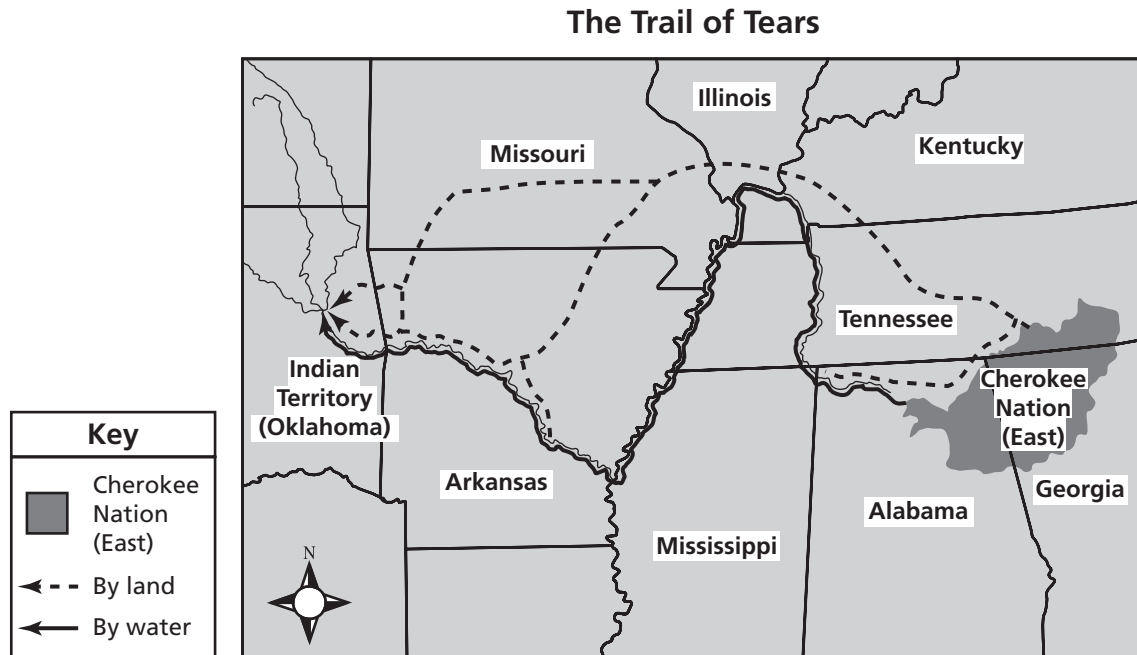 The Trail of Tears
Illinois
Missouri
Kentucky
Tennessee
Indian
Territory
(Oklahoma)
Cherokee
Nation
(East)
Arkansas
Georgia
Alabama
Mississippi
N
Key
Cherokee
Nation
(East)
By land
By water